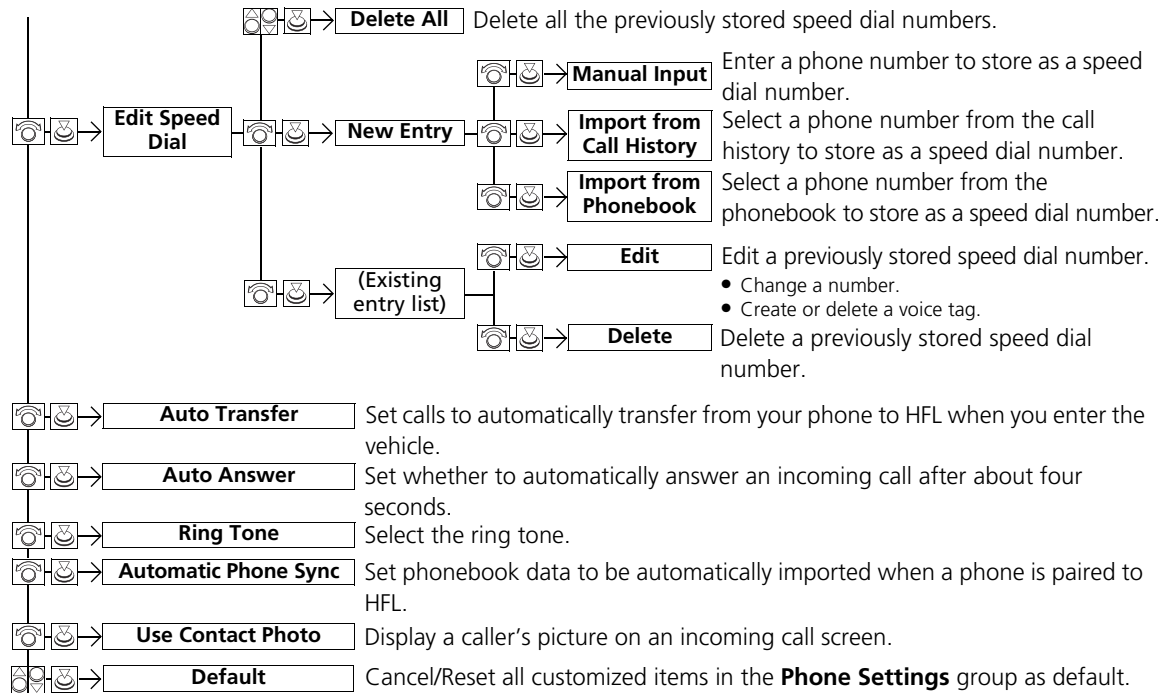 Delete All Delete all the previously stored speed dial numbers.
Manual Input Enter a phone number to store as a speed
dial number.
Edit Speed
Dial
New Entry
Import from
Call History
Select a phone number from the call
history to store as a speed dial number.
Import from
Phonebook
Select a phone number from the
phonebook to store as a speed dial number.
(Existing
entry list)
Edit Edit a previously stored speed dial number.
• Change a number.
• Create or delete a voice tag.
Delete Delete a previously stored speed dial
number.
Auto Transfer Set calls to automatically transfer from your phone to HFL when you enter the
vehicle.
Auto Answer Set whether to automatically answer an incoming call after about four
seconds.
Ring Tone Select the ring tone.
Automatic Phone Sync Set phonebook data to be automatically imported when a phone is paired to
HFL.
Use Contact Photo Display a caller’s picture on an incoming call screen.
Default Cancel/Reset all customized items in the Phone Settings group as default.